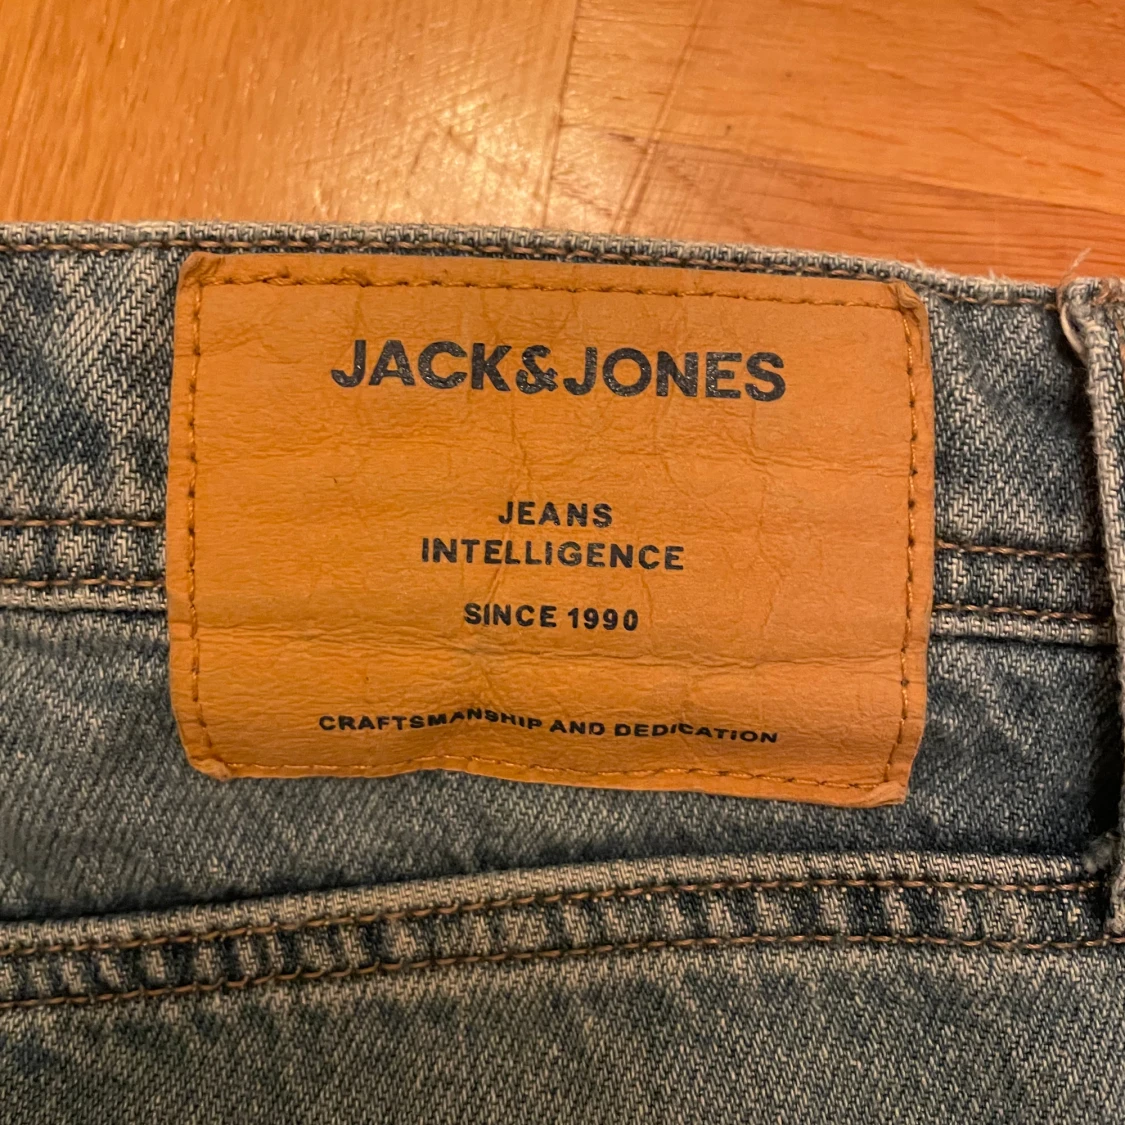 JACK&JONES
JEANS
INTELLIGENCE
SINCE 1990
CRAFTSMANSHIP AND DEDICATION